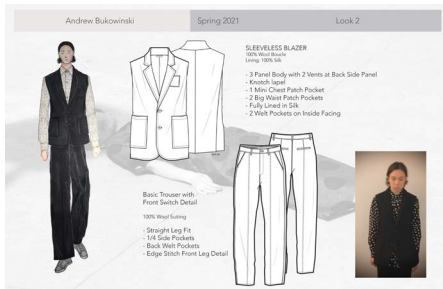 Andrew Bukowinski
Spring 2021
Look 2
SLEEVELESS BLAZER
100% Wool Boucle
Lining: 100% Silk
- 3 Panel Body with 2 Vents at Back Side Panel
- Knotch lapel
- 1 Mini Chest Patch Pocket
- 2 Big Waist Patch Pockets
- Fully Lined in Silk
- 2 Welt Pockets on Inside Facing
Basic Trouser with
Front Switch Detail
100% Wool Suting
- Straight Leg Fit
- 1/4 Side Pockets
- Back Welt Pockets
- Edge Stitch Front Leg Detail